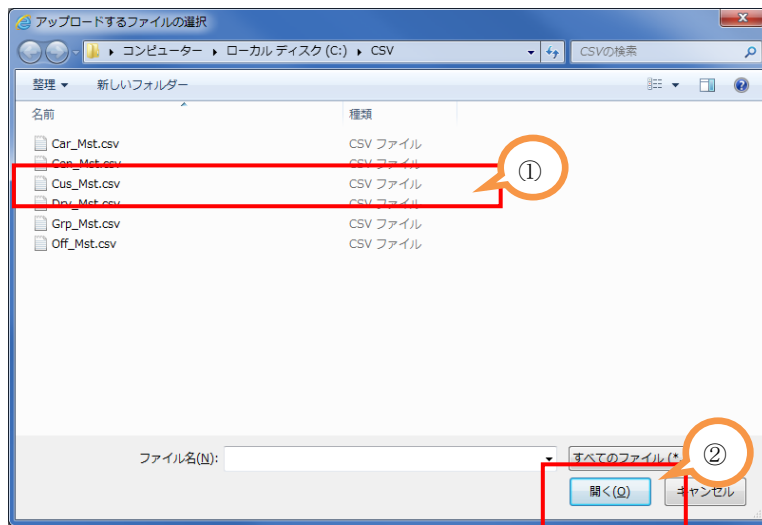 アップロードするファイルの選択
コンピューター ▸ ローカル ディスク (C:) ▸ CSV
CSVの検索
整理 ▼ 新しいフォルダー
名前 種類
Car_Mst.csv CSV ファイル
Cen_Mst.csv CSV ファイル
Cus_Mst.csv CSV ファイル
Drv_Mst.csv CSV ファイル
Grp_Mst.csv CSV ファイル
Off_Mst.csv CSV ファイル
①
ファイル名(N):
すべてのファイル (*.
②
開く(O) キャンセル